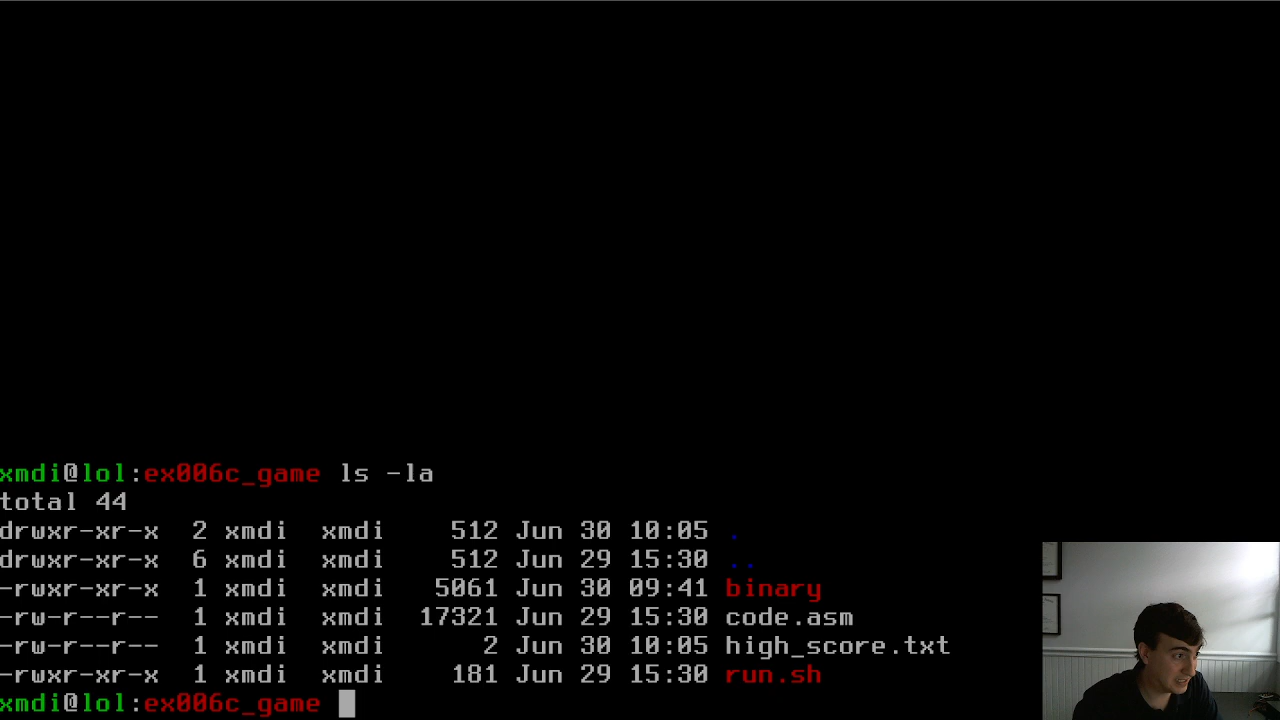 xmdi@lol:ex006c_game ls -la
total 44
drwxr-xr-x  2 xmdi  xmdi    512 Jun 30 10:05 .
drwxr-xr-x  6 xmdi  xmdi    512 Jun 29 15:30 ..
-rwxr-xr-x  1 xmdi  xmdi   5061 Jun 30 09:41 binary
-rw-r--r--  1 xmdi  xmdi  17321 Jun 29 15:30 code.asm
-rw-r--r--  1 xmdi  xmdi      2 Jun 30 10:05 high_score.txt
-rwxr-xr-x  1 xmdi  xmdi    181 Jun 29 15:30 run.sh
xmdi@lol:ex006c_game